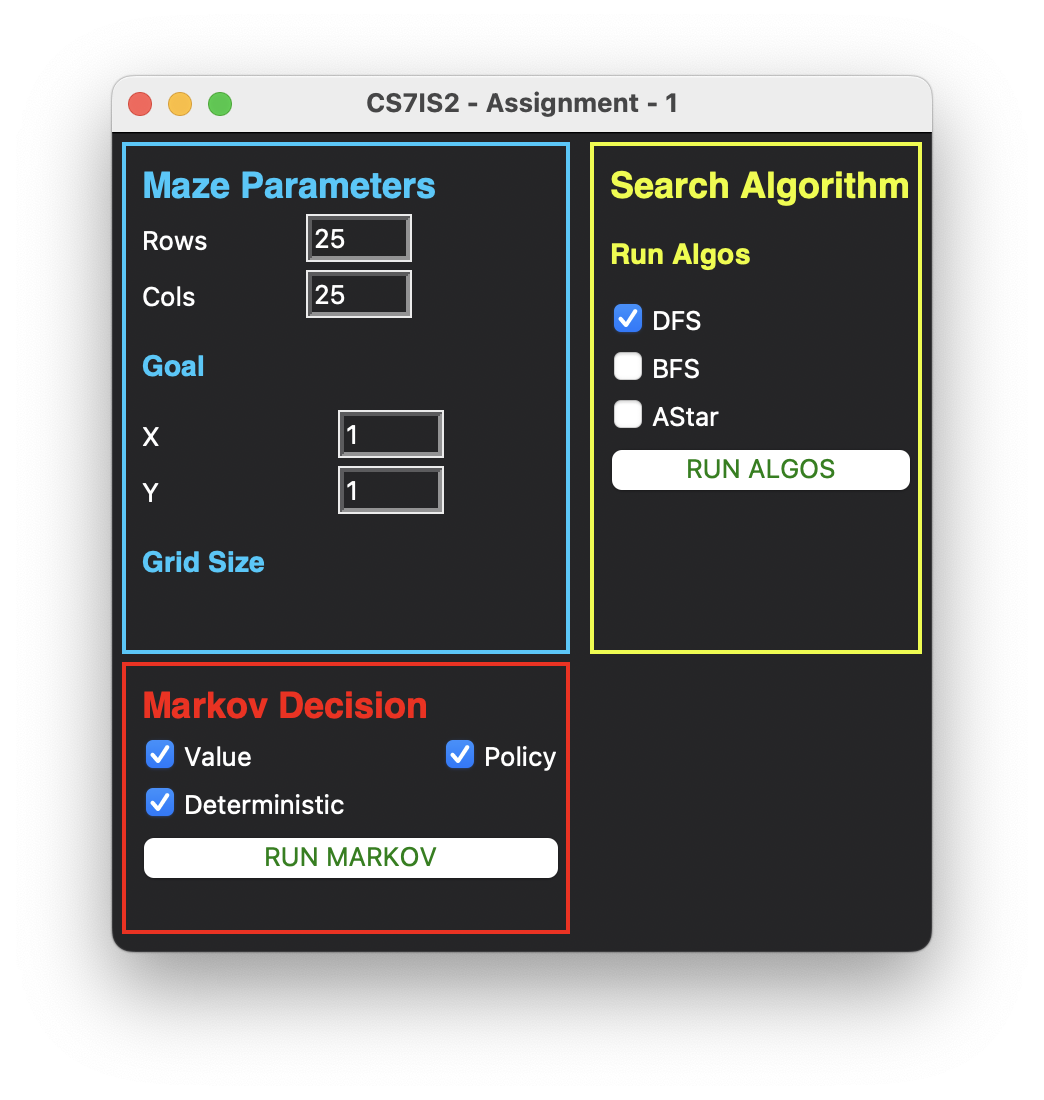 CS7IS2 - Assignment - 1
Maze Parameters
Rows 25
Cols 25
Goal
X 1
Y 1
Grid Size
Search Algorithm
Run Algos
DFS
BFS
AStar
RUN ALGOS
Markov Decision
Value Policy
Deterministic
RUN MARKOV